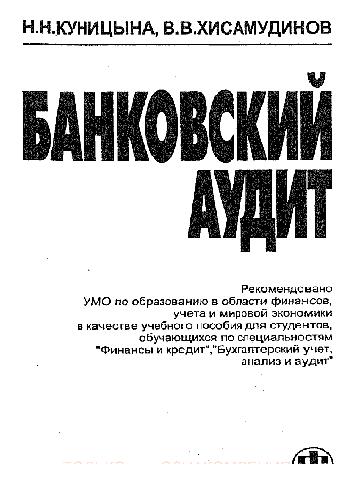 Н.Н.КУНИЦЫНА, В.В.ХИСАМУДИНОВ
БАНКОВСКИЙ
АУДИТ
Рекомендовано
УМО по образованию в области финансов,
учета и мировой экономики
в качестве учебного пособия для студентов,
обучающихся по специальностям
"Финансы и кредит","Бухгалтерский учет,
анализ и аудит"